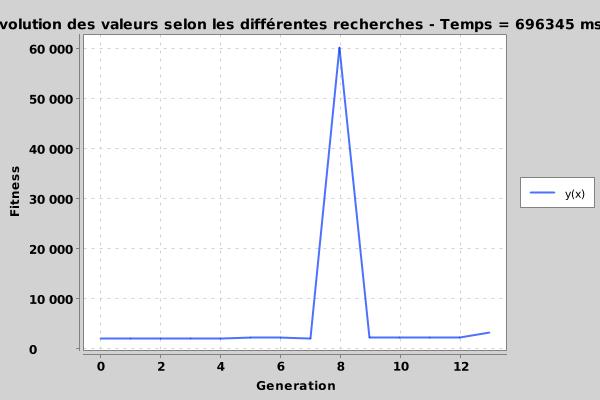 volution des valeurs selon les différentes recherches - Temps = 696345 ms
60 000
50 000
40 000
30 000
20 000
10 000
0
Fitness
y(x)
0 2 4 6 8 10 12
Generation